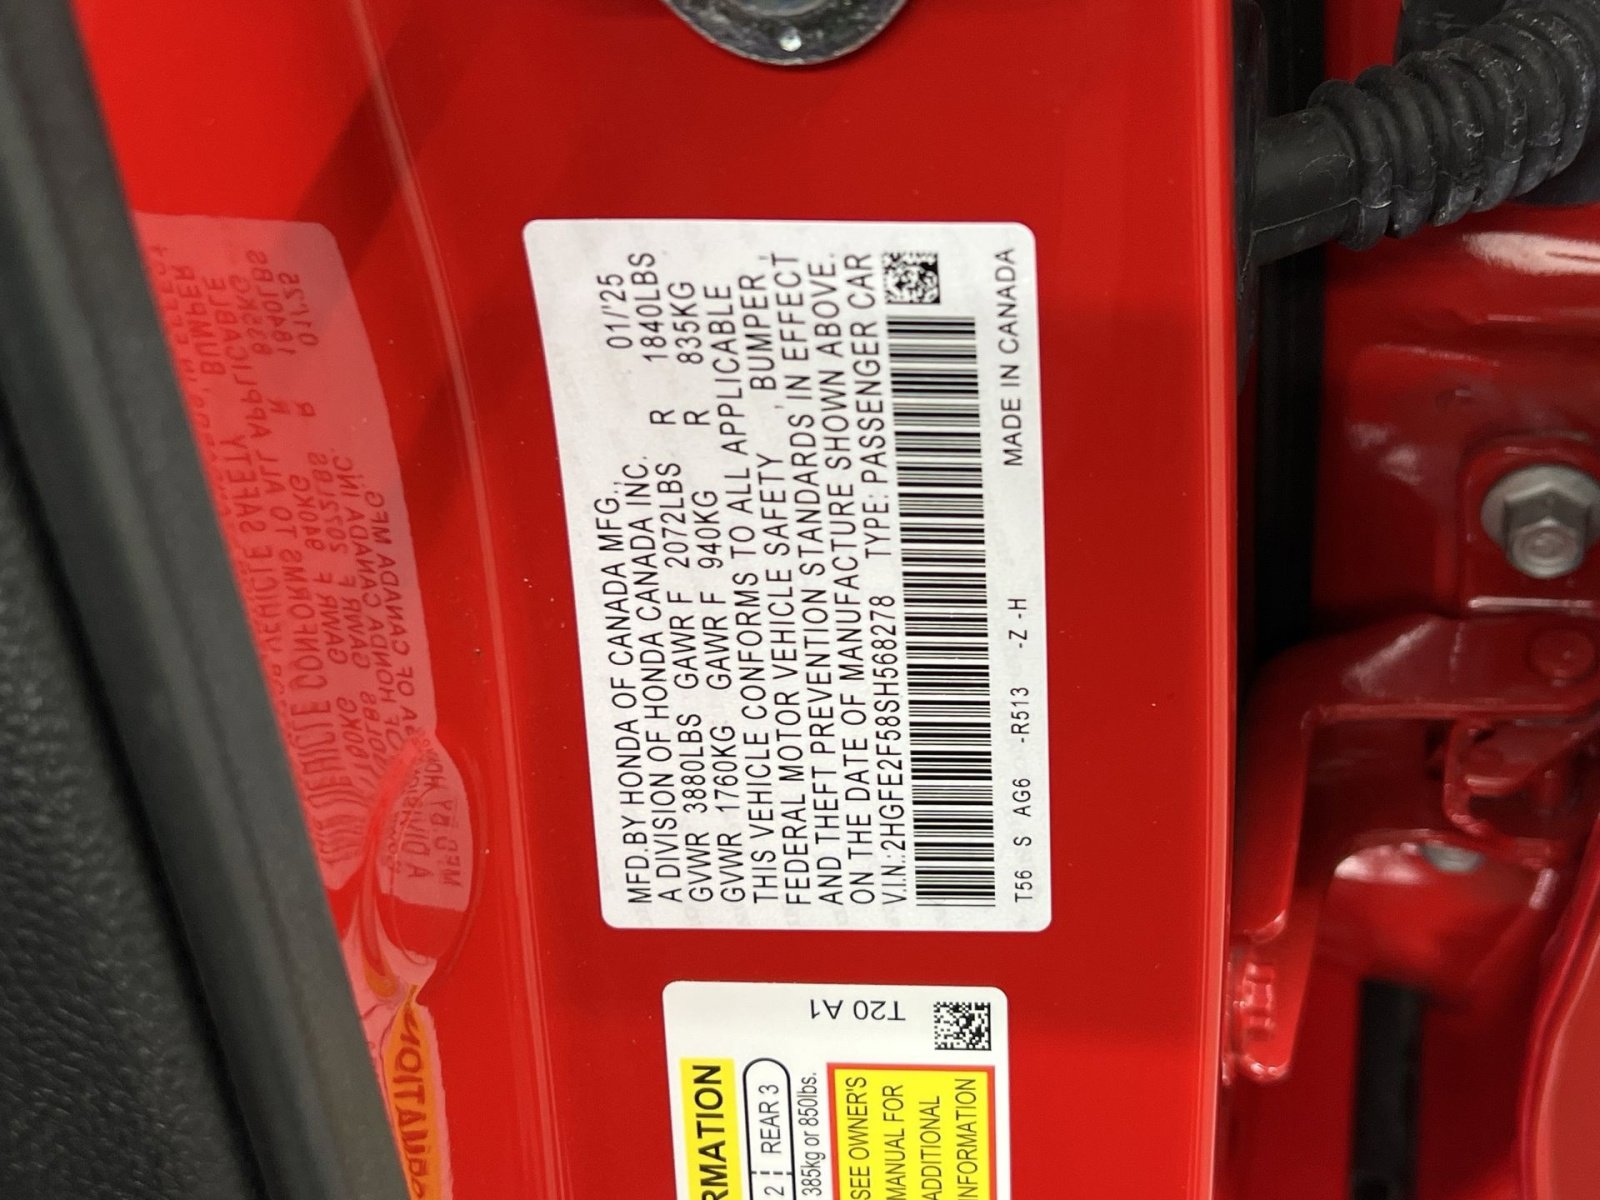 MFD.BY HONDA OF CANADA MFG., 01/'25
A DIVISION OF HONDA CANADA INC.
GVWR 3880LBS GAWR F 2072LBS R 1840LBS
GVWR 1760KG GAWR F 940KG R 835KG
THIS VEHICLE CONFORMS TO ALL APPLICABLE
FEDERAL MOTOR VEHICLE SAFETY , BUMPER,
AND THEFT PREVENTION STANDARDS IN EFFECT
ON THE DATE OF MANUFACTURE SHOWN ABOVE.
V.I.N.:2HGFE2F58SH568278 TYPE: PASSENGER CAR
T56 S AG6 -R513 -Z -H MADE IN CANADA
T20 A1
RMATION
2 REAR 3
385kg or 850lbs.
SEE OWNER'S
MANUAL FOR
ADDITIONAL
INFORMATION